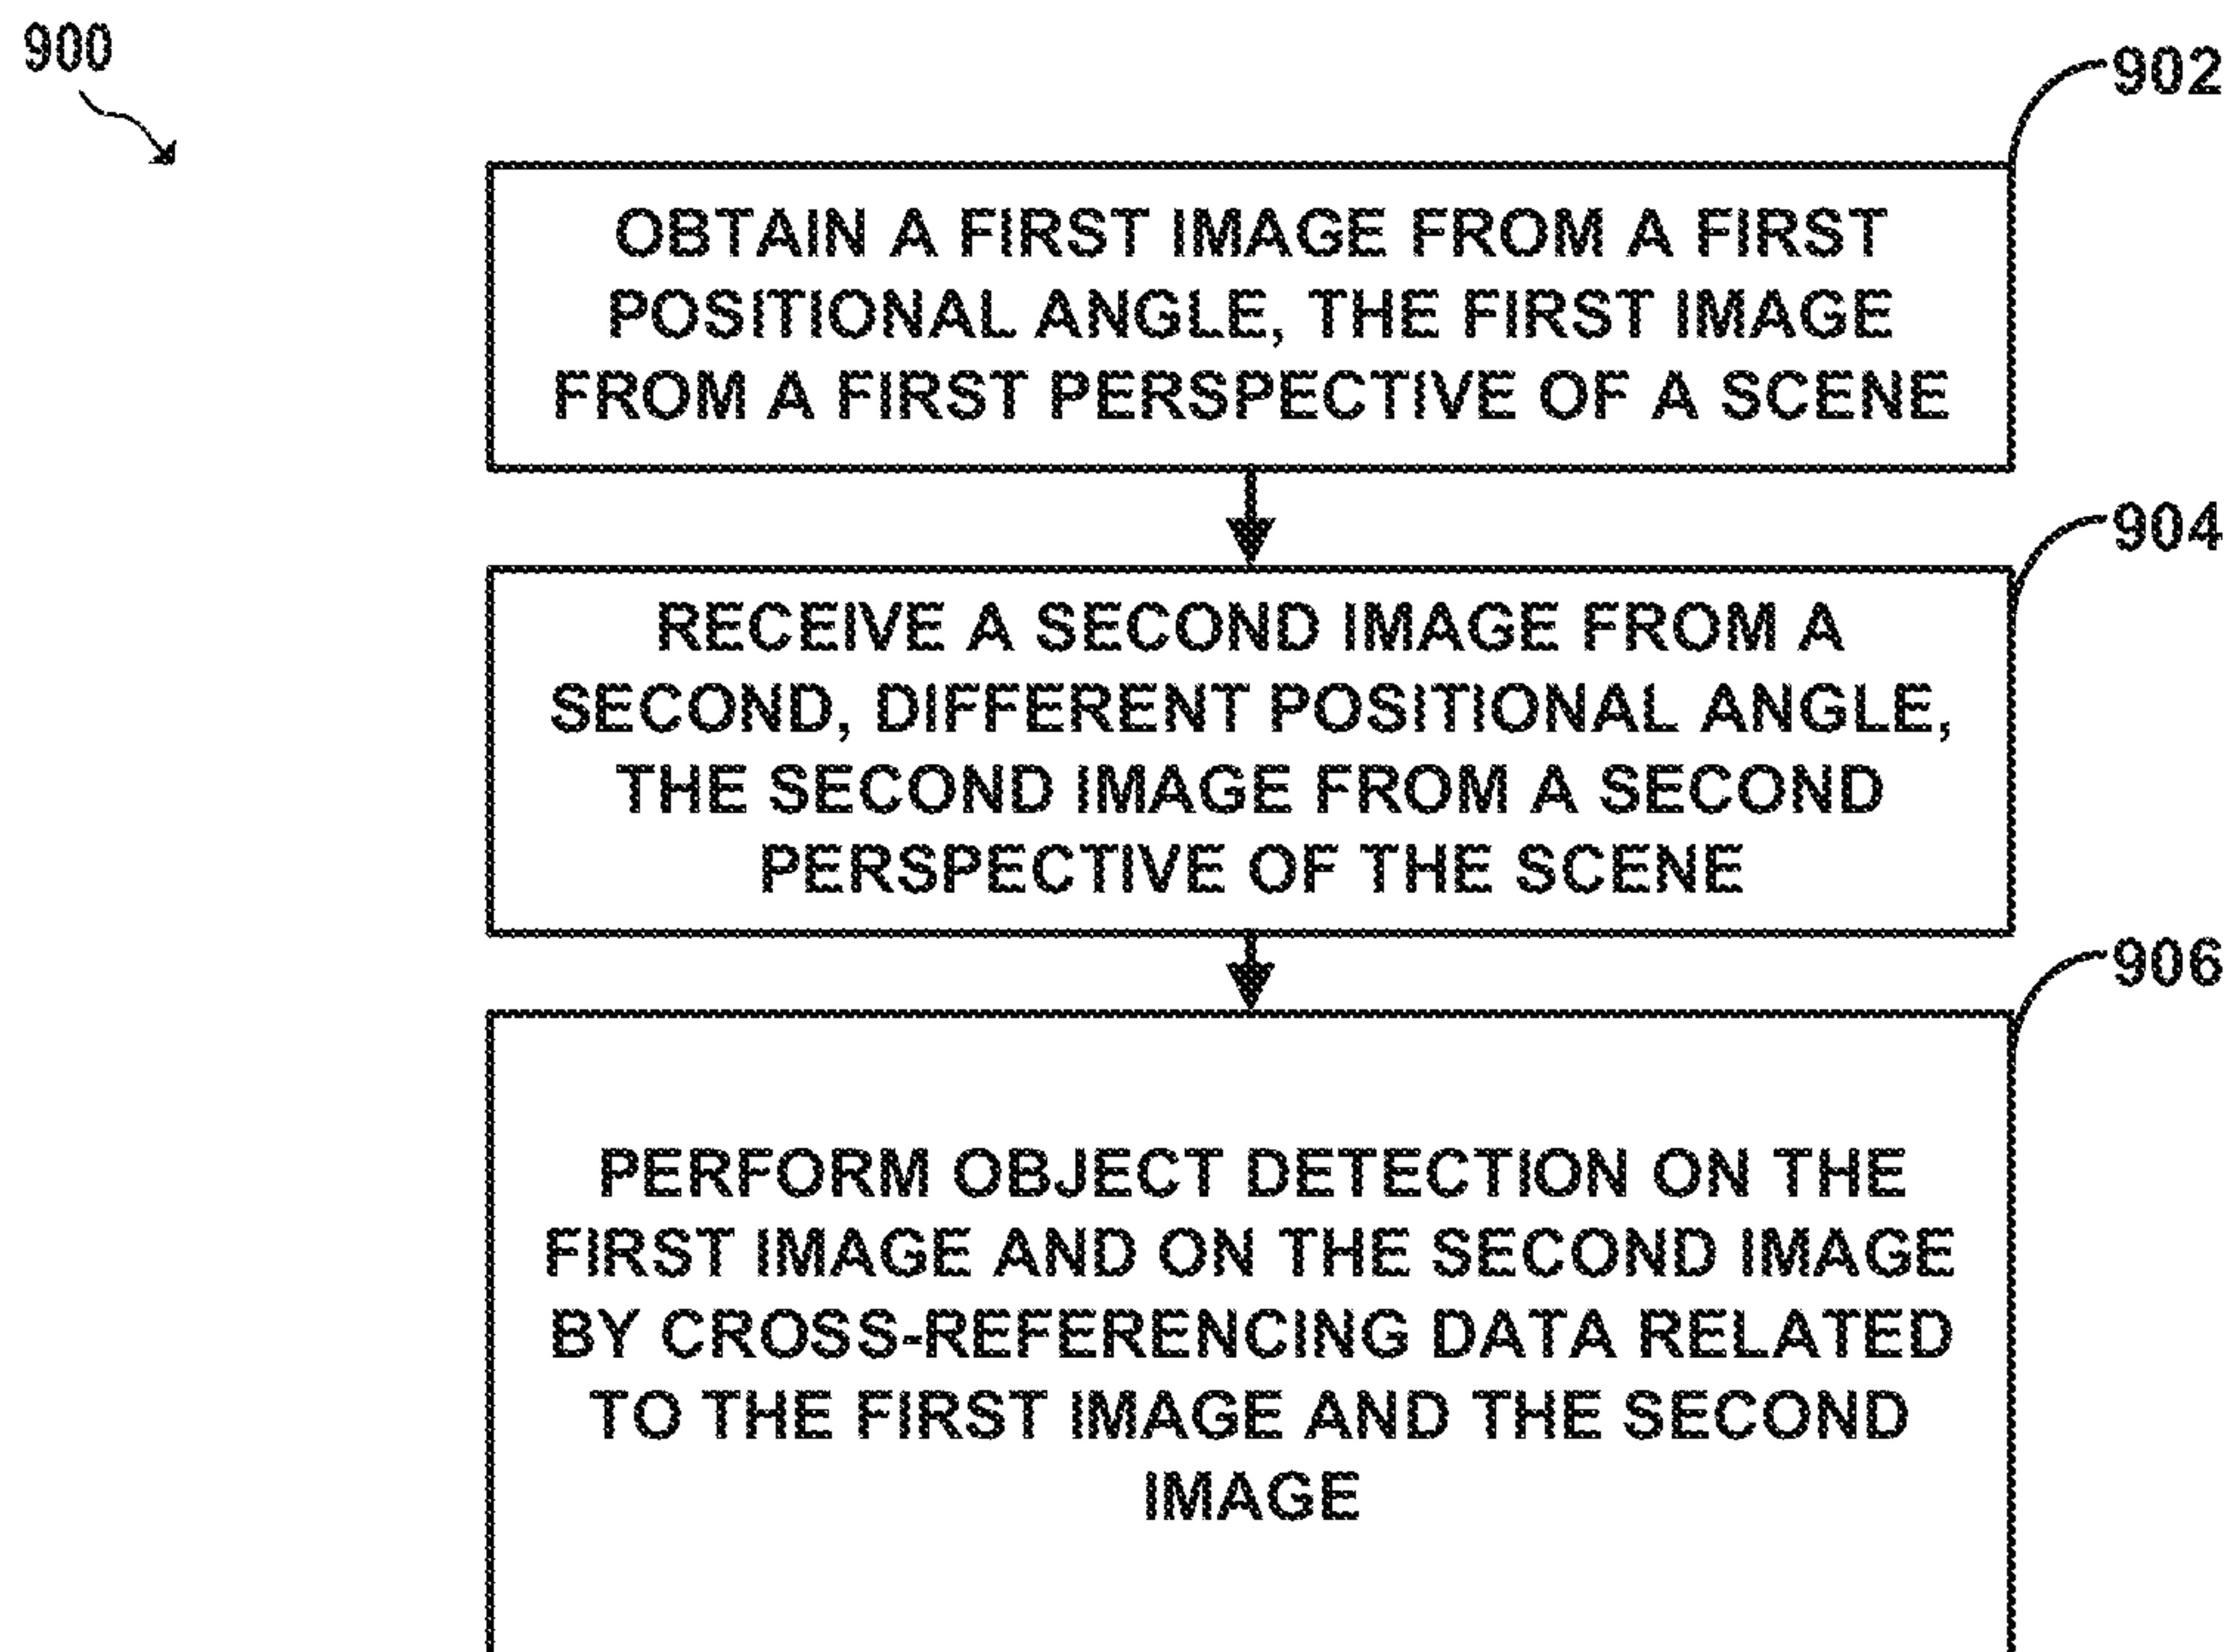 900
902
OBTAIN A FIRST IMAGE FROM A FIRST
POSITIONAL ANGLE, THE FIRST IMAGE
FROM A FIRST PERSPECTIVE OF A SCENE
904
RECEIVE A SECOND IMAGE FROM A
SECOND, DIFFERENT POSITIONAL ANGLE,
THE SECOND IMAGE FROM A SECOND
PERSPECTIVE OF THE SCENE
906
PERFORM OBJECT DETECTION ON THE
FIRST IMAGE AND ON THE SECOND IMAGE
BY CROSS-REFERENCING DATA RELATED
TO THE FIRST IMAGE AND THE SECOND
IMAGE